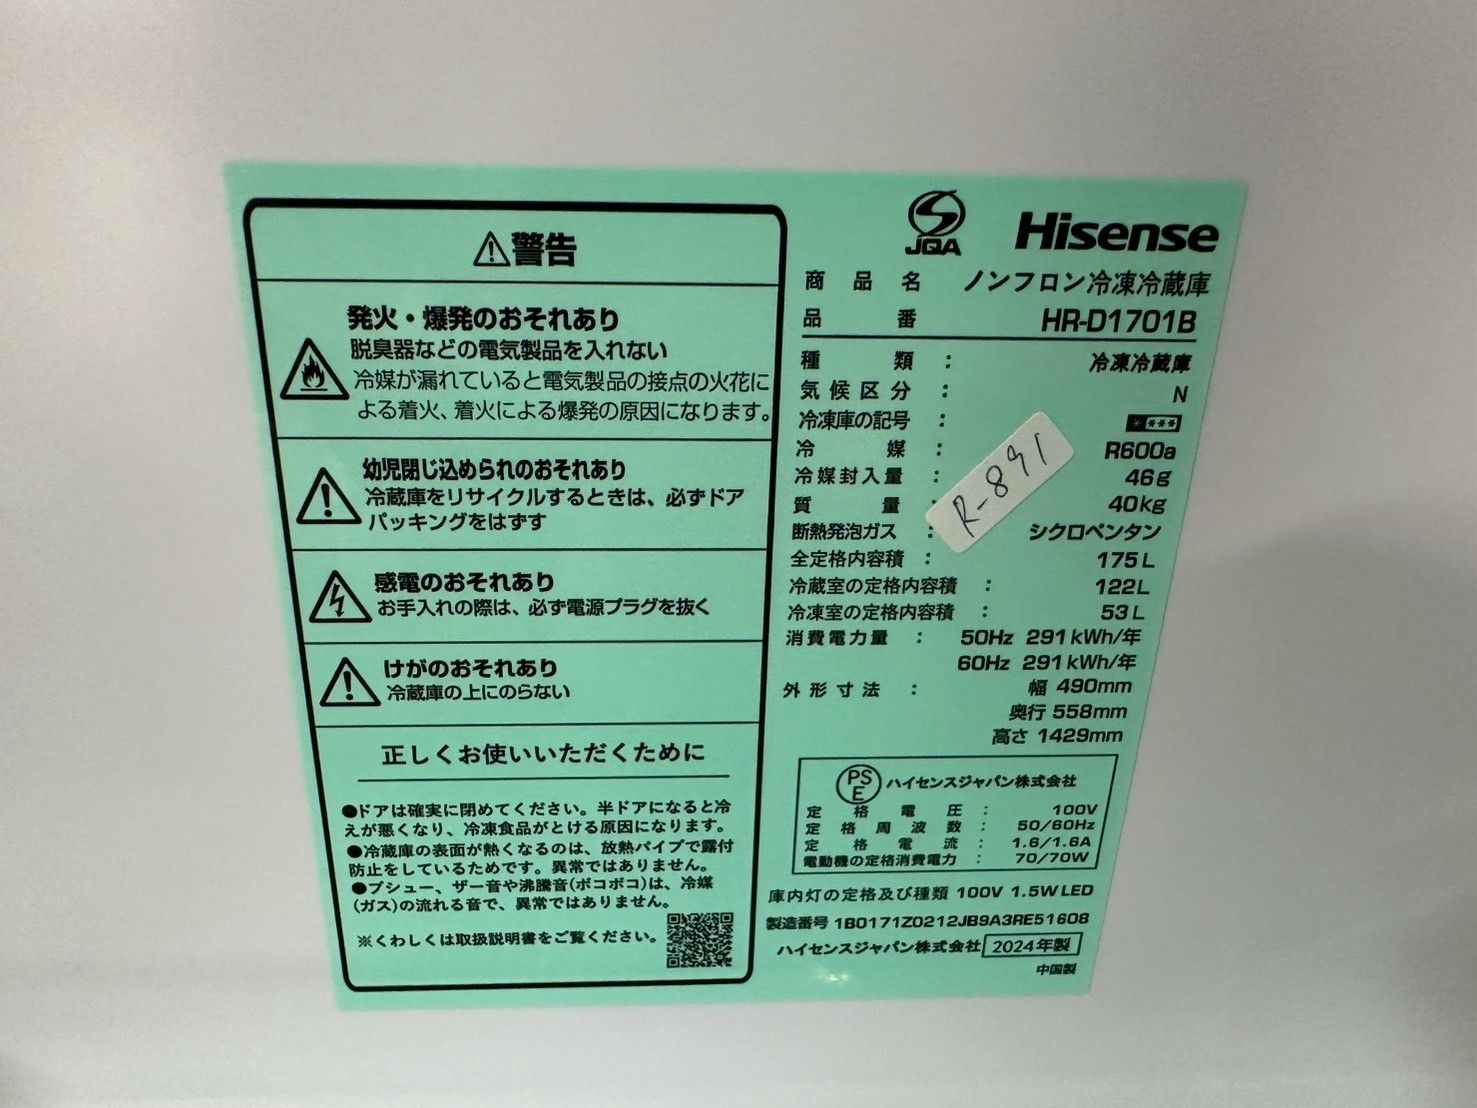 警告
発火・爆発のおそれあり
脱臭器などの電気製品を入れない
冷媒が漏れていると電気製品の接点の火花に
よる着火、着火による爆発の原因になります。
幼児閉じ込められのおそれあり
冷蔵庫をリサイクルするときは、必ずドア
パッキングをはずす
感電のおそれあり
お手入れの際は、必ず電源プラグを抜く
けがのおそれあり
冷蔵庫の上にのらない
正しくお使いいただくために
●ドアは確実に閉めてください。半ドアになると冷
えが悪くなり、冷凍食品がとける原因になります。
●冷蔵庫の表面が熱くなるのは、放熱パイプで露付
防止をしているためです。異常ではありません。
●プシュー、ザー音や沸騰音(ポコポコ)は、冷媒
(ガス)の流れる音で、異常ではありません。
※くわしくは取扱説明書をご覧ください。
JQA Hisense
商品名 ノンフロン冷凍冷蔵庫
品番 HR-D1701B
種類: 冷凍冷蔵庫
気候区分: N
冷凍庫の記号: * ***
冷媒: R600a
冷媒封入量: 46g
質量: 40kg
R-891
断熱発泡ガス: シクロペンタン
全定格内容積: 175L
冷蔵室の定格内容積: 122L
冷凍室の定格内容積: 53L
消費電力量: 50Hz 291kWh/年
60Hz 291kWh/年
外形寸法: 幅 490mm
奥行 558mm
高さ 1429mm
PSE ハイセンスジャパン株式会社
定格電圧: 100V
定格周波数: 50/60Hz
定格電流: 1.6/1.6A
電動機の定格消費電力: 70/70W
庫内灯の定格及び種類 100V 1.5W LED
製造番号 1B0171Z0212JB9A3RE51608
ハイセンスジャパン株式会社 2024年製
中国製